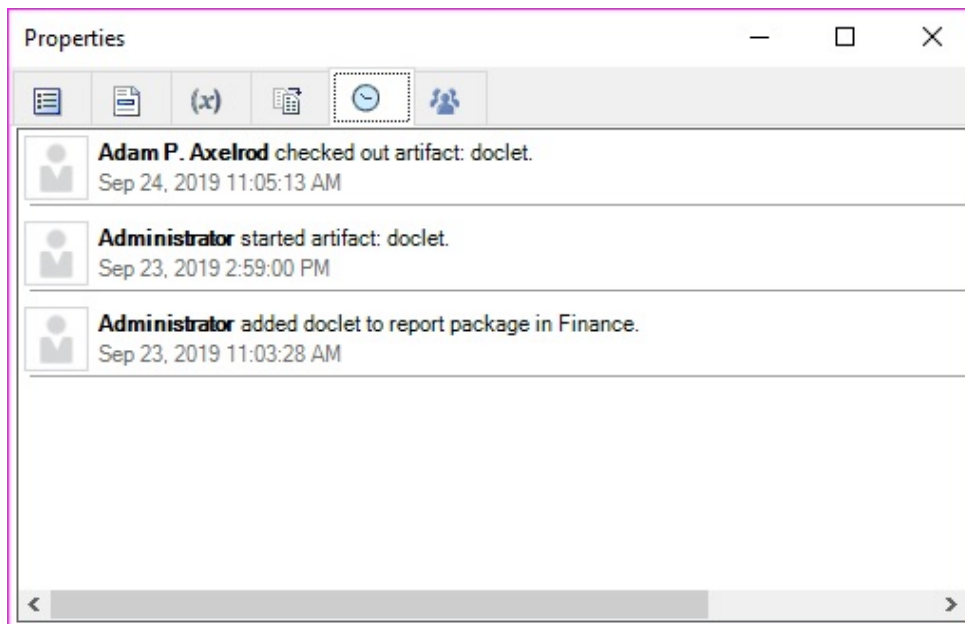 Properties
(x)
Adam P. Axelrod checked out artifact: doclet.
Sep 24, 2019 11:05:13 AM
Administrator started artifact: doclet.
Sep 23, 2019 2:59:00 PM
Administrator added doclet to report package in Finance.
Sep 23, 2019 11:03:28 AM